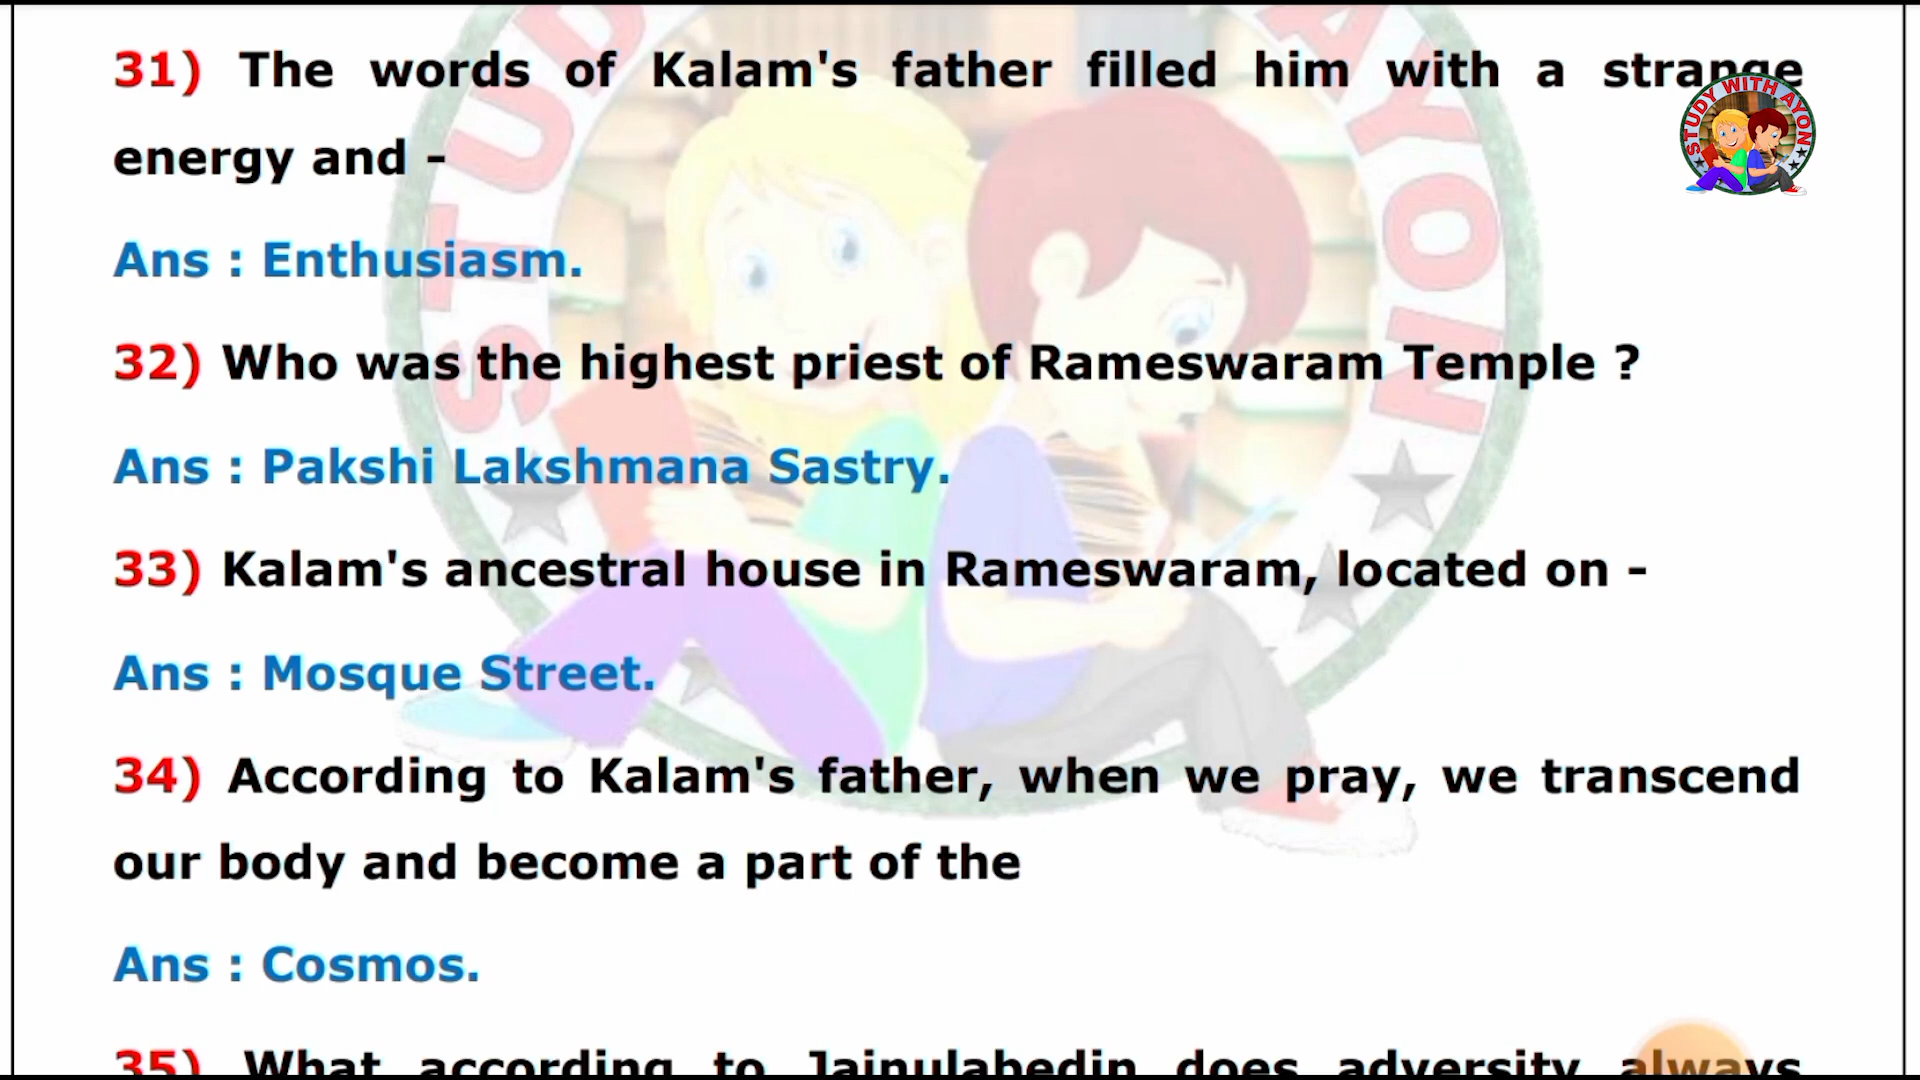 31) The words of Kalam's father filled him with a strange
energy and -
Ans : Enthusiasm.
32) Who was the highest priest of Rameswaram Temple ?
Ans : Pakshi Lakshmana Sastry.
33) Kalam's ancestral house in Rameswaram, located on -
Ans : Mosque Street.
34) According to Kalam's father, when we pray, we transcend
our body and become a part of the
Ans : Cosmos.
35) What according to Jainulabedin does adversity always
STUDY WITH AYON
STUD AYON